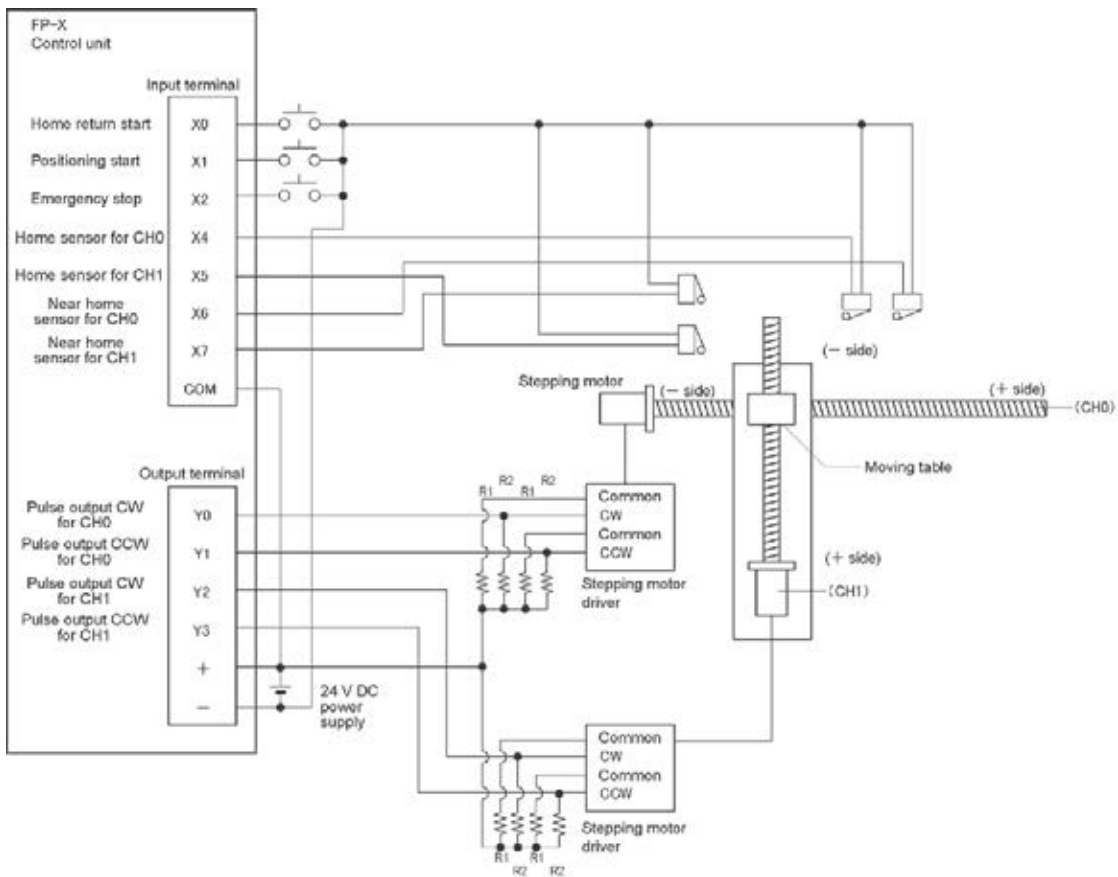 FP-X
Control unit
Input terminal
Home return start
X0
Positioning start
X1
Emergency stop
X2
Home sensor for CH0
X4
Home sensor for CH1
X5
Near home
sensor for CH0
X6
Near home
sensor for CH1
X7
COM
(− side)
Stepping motor
(− side)
(+ side)
(CH0)
Moving table
Output terminal
R1
R2
R1
R2
Pulse output CW
for CH0
Y0
Pulse output CCW
for CH0
Y1
Pulse output CW
for CH1
Y2
Pulse output CCW
for CH1
Y3
+
−
Common
CW
Common
CCW
Stepping motor
driver
(+ side)
(CH1)
24 V DC
power
supply
Common
CW
Common
CCW
Stepping motor
driver
R1
R2
R1
R2